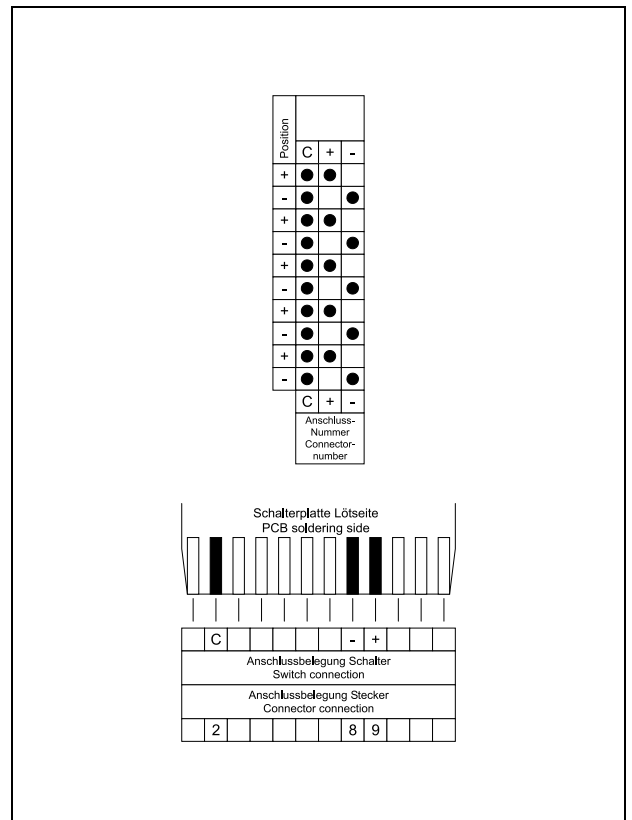 Position
C + -
+ ● ●
- ● ●
+ ● ●
- ● ●
+ ● ●
- ● ●
+ ● ●
- ● ●
+ ● ●
- ● ●
C + -
Anschluss-
Nummer
Connector-
number
Schalterplatte Lötseite
PCB soldering side
C - +
Anschlussbelegung Schalter
Switch connection
Anschlussbelegung Stecker
Connector connection
2 8 9